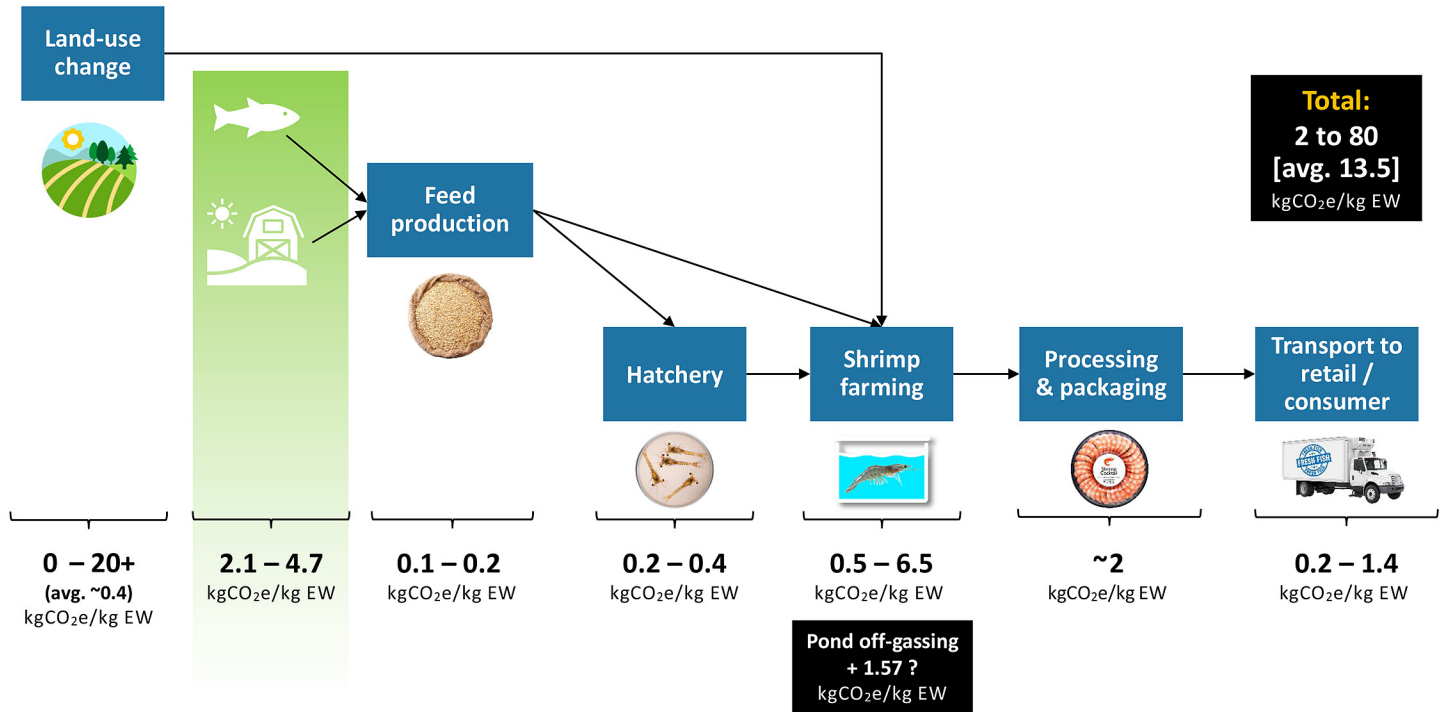 Land-use
change
Total:
2 to 80
[avg. 13.5]
kgCO₂e/kg EW
Feed
production
Hatchery
Shrimp
farming
Processing
& packaging
Transport to
retail /
consumer
Shrimp
Cocktail
FRESH FISH
0 – 20+
(avg. ~0.4)
kgCO₂e/kg EW
2.1 – 4.7
kgCO₂e/kg EW
0.1 – 0.2
kgCO₂e/kg EW
0.2 – 0.4
kgCO₂e/kg EW
0.5 – 6.5
kgCO₂e/kg EW
~2
kgCO₂e/kg EW
0.2 – 1.4
kgCO₂e/kg EW
Pond off-gassing
+ 1.57 ?
kgCO₂e/kg EW